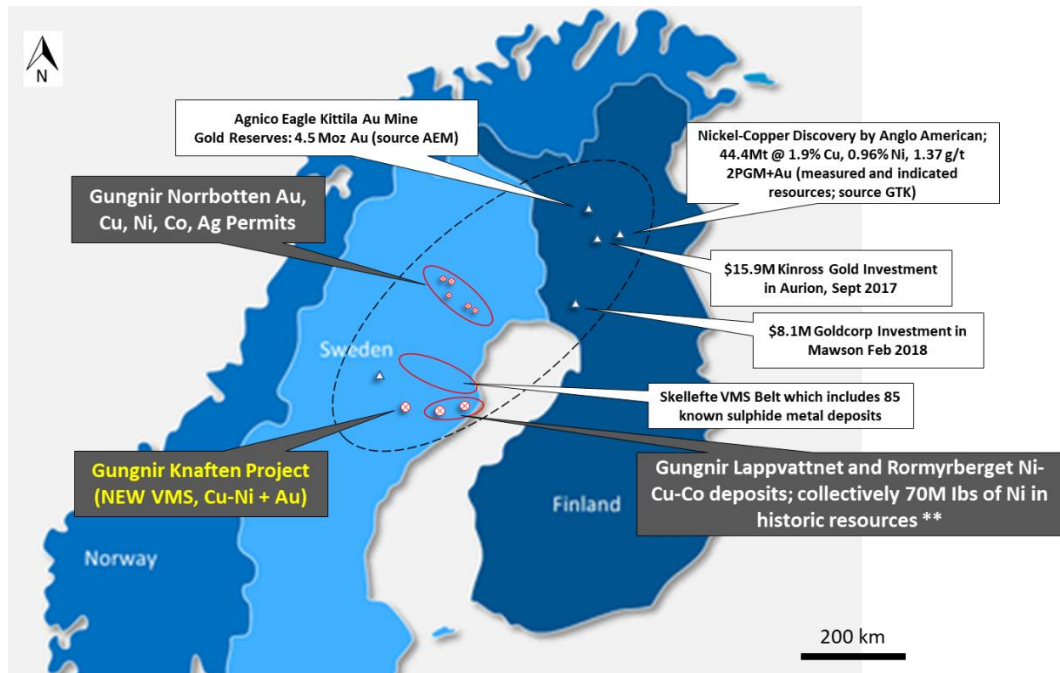 N
Agnico Eagle Kittila Au Mine
Gold Reserves: 4.5 Moz Au (source AEM)
Nickel-Copper Discovery by Anglo American;
44.4Mt @ 1.9% Cu, 0.96% Ni, 1.37 g/t
2PGM+Au (measured and indicated
resources; source GTK)
Gungnir Norrbotten Au,
Cu, Ni, Co, Ag Permits
$15.9M Kinross Gold Investment
in Aurion, Sept 2017
$8.1M Goldcorp Investment in
Mawson Feb 2018
Sweden
Skellefte VMS Belt which includes 85
known sulphide metal deposits
Gungnir Knaften Project
(NEW VMS, Cu-Ni + Au)
Gungnir Lappvattnet and Rormyrberget Ni-
Cu-Co deposits; collectively 70M lbs of Ni in
historic resources **
Finland
Norway
200 km